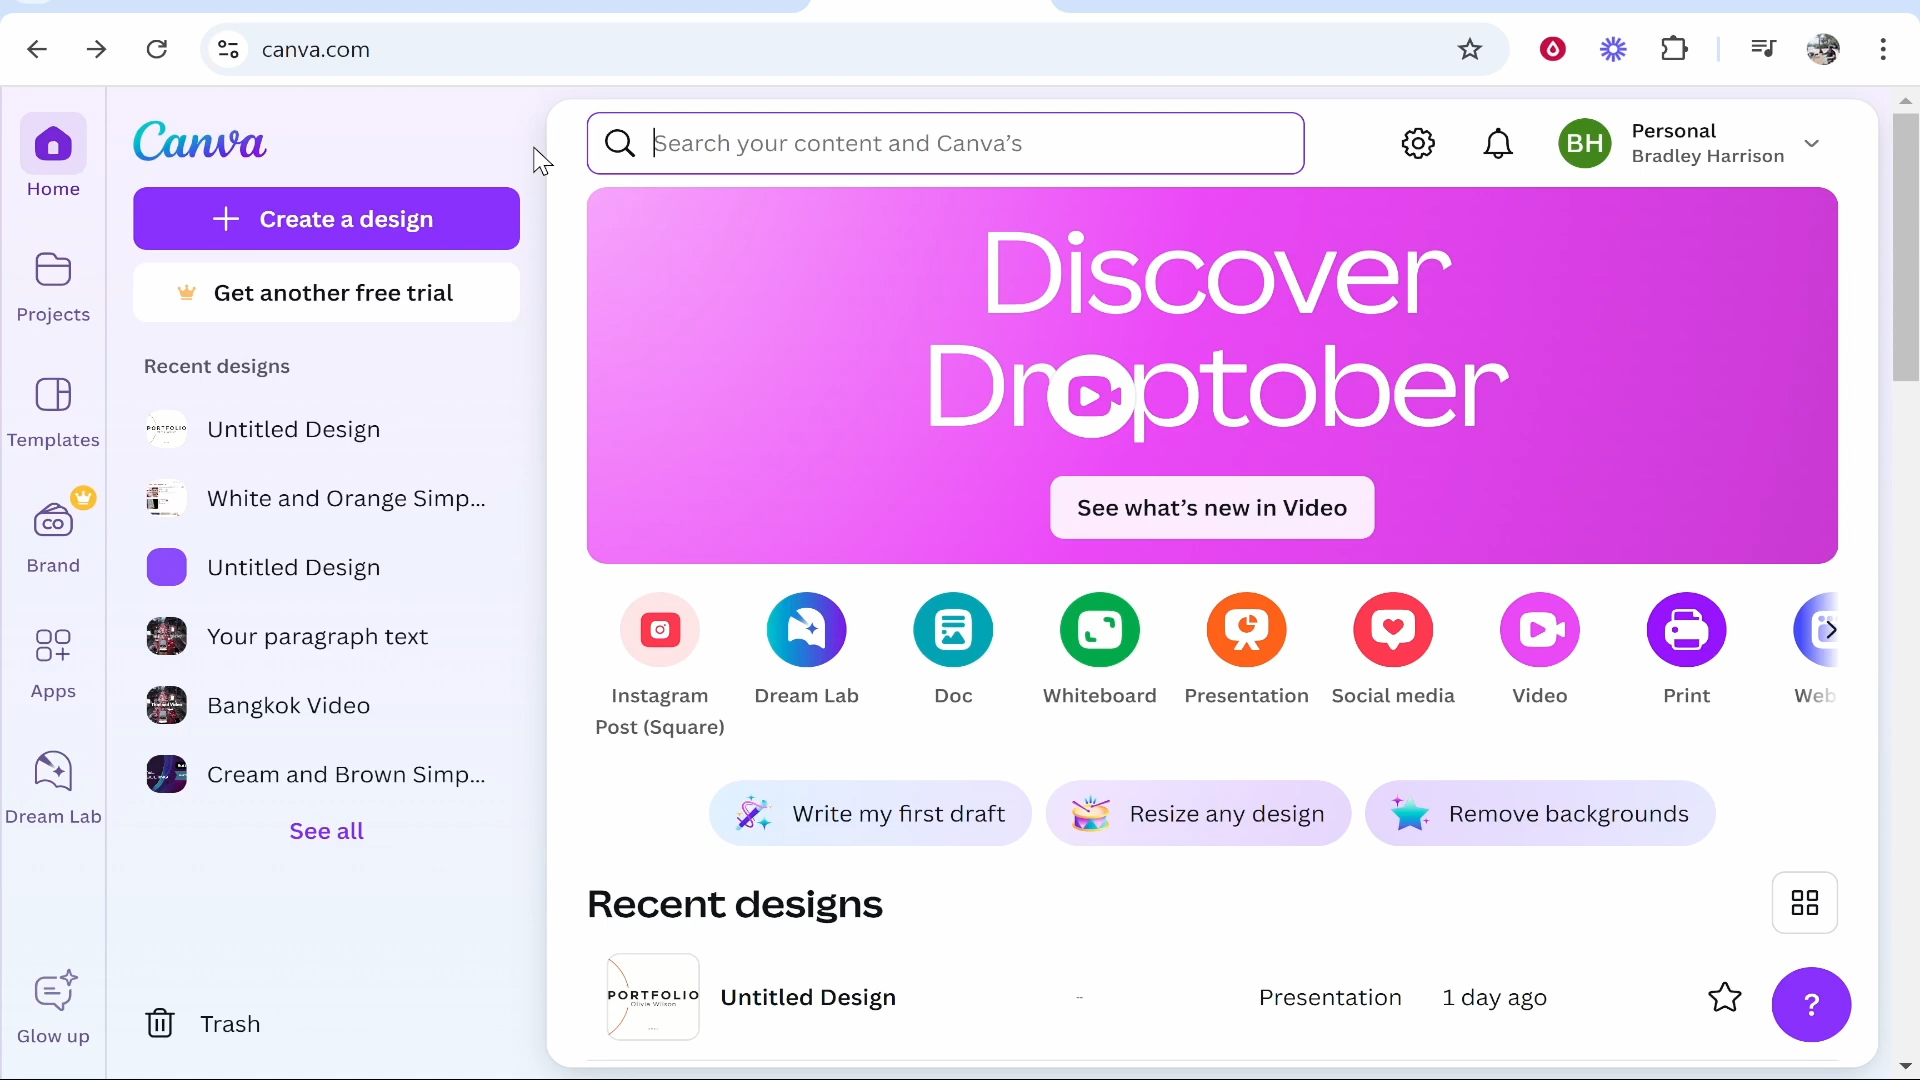 canva.com
Canva
Search your content and Canva's
BH
Personal
Bradley Harrison
Home
Create a design
Get another free trial
Projects
Recent designs
Templates
Untitled Design
White and Orange Simp...
Brand
CO
Untitled Design
Your paragraph text
Apps
Bangkok Video
Cream and Brown Simp...
Dream Lab
See all
Glow up
Trash
Discover
Droptober
See what's new in Video
Instagram
Post (Square)
Dream Lab
Doc
Whiteboard
Presentation
Social media
Video
Print
Web
Write my first draft
Resize any design
Remove backgrounds
Recent designs
PORTFOLIO
Olivia Wilson
Untitled Design
--
Presentation
1 day ago
?